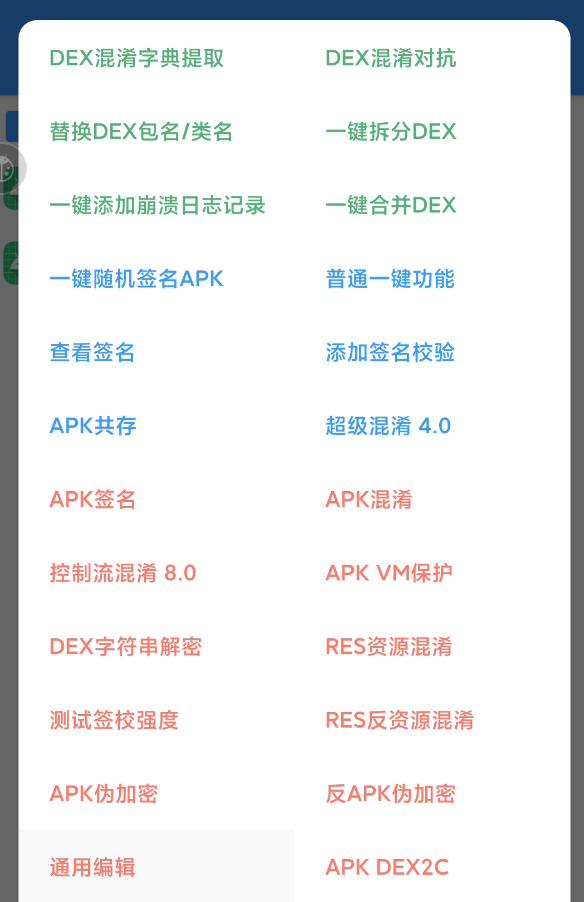 DEX混淆字典提取
DEX混淆对抗
替换DEX包名/类名
一键拆分DEX
一键添加崩溃日志记录
一键合并DEX
一键随机签名APK
普通一键功能
查看签名
添加签名校验
APK共存
超级混淆 4.0
APK签名
APK混淆
控制流混淆 8.0
APK VM保护
DEX字符串解密
RES资源混淆
测试签校强度
RES反资源混淆
APK伪加密
反APK伪加密
通用编辑
APK DEX2C